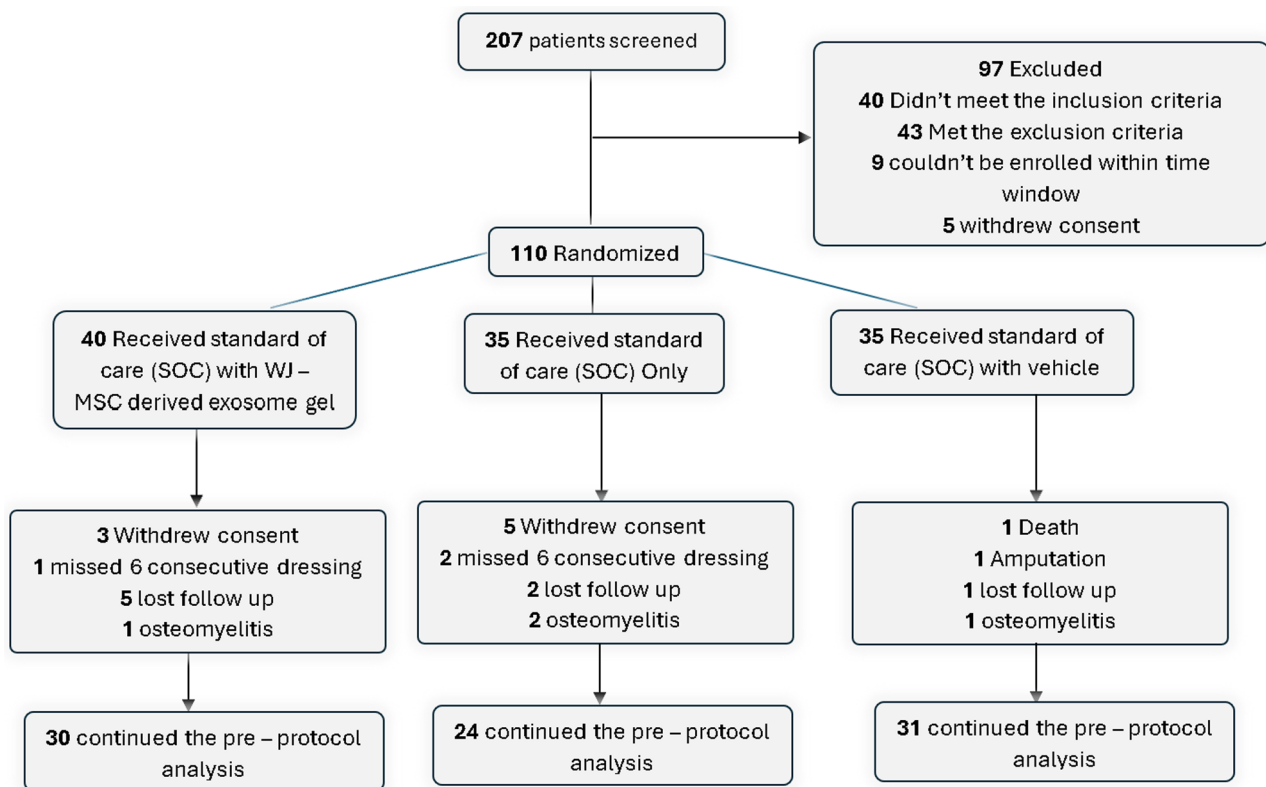 207 patients screened
97 Excluded
40 Didn't meet the inclusion criteria
43 Met the exclusion criteria
9 couldn't be enrolled within time
window
5 withdrew consent
110 Randomized
40 Received standard of
care (SOC) with WJ –
MSC derived exosome gel
35 Received standard
of care (SOC) Only
35 Received standard of
care (SOC) with vehicle
3 Withdrew consent
1 missed 6 consecutive dressing
5 lost follow up
1 osteomyelitis
5 Withdrew consent
2 missed 6 consecutive dressing
2 lost follow up
2 osteomyelitis
1 Death
1 Amputation
1 lost follow up
1 osteomyelitis
30 continued the pre – protocol
analysis
24 continued the pre – protocol
analysis
31 continued the pre – protocol
analysis